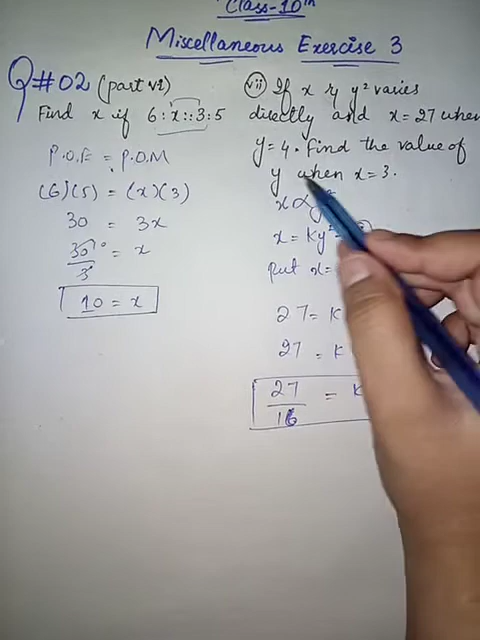 Class-10th
Miscellaneous Exercise 3
Q#02 (part vi)
Find x if 6:x::3:5
P.O.E = P.O.M
(6)(5) = (x)(3)
30 = 3x
30 10 = x
3
10 = x
(vii) If x & y² varies
directly and x=27 when
y=4. Find the value of
y when x=3.
x ∝ y²
x = Ky²
put x=
27 = K
27 = K
27 = K
16